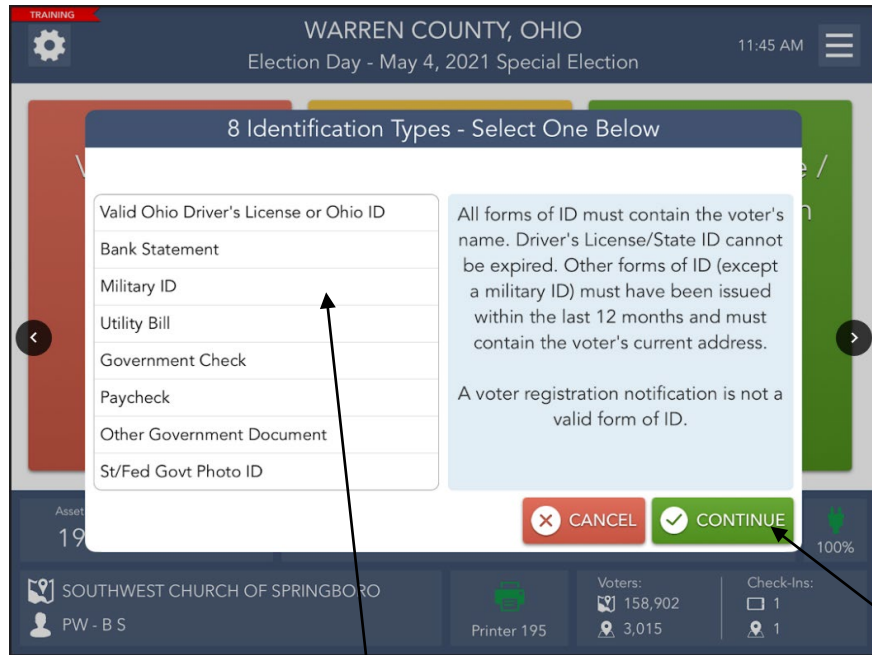 TRAINING
WARREN COUNTY, OHIO
Election Day - May 4, 2021 Special Election
11:45 AM
8 Identification Types - Select One Below
Valid Ohio Driver's License or Ohio ID
Bank Statement
Military ID
Utility Bill
Government Check
Paycheck
Other Government Document
St/Fed Govt Photo ID
All forms of ID must contain the voter's
name. Driver's License/State ID cannot
be expired. Other forms of ID (except
a military ID) must have been issued
within the last 12 months and must
contain the voter's current address.
A voter registration notification is not a
valid form of ID.
CANCEL
CONTINUE
Asset
19
100%
SOUTHWEST CHURCH OF SPRINGBORO
PW - B S
Printer 195
Voters:
158,902
3,015
Check-Ins:
1
1